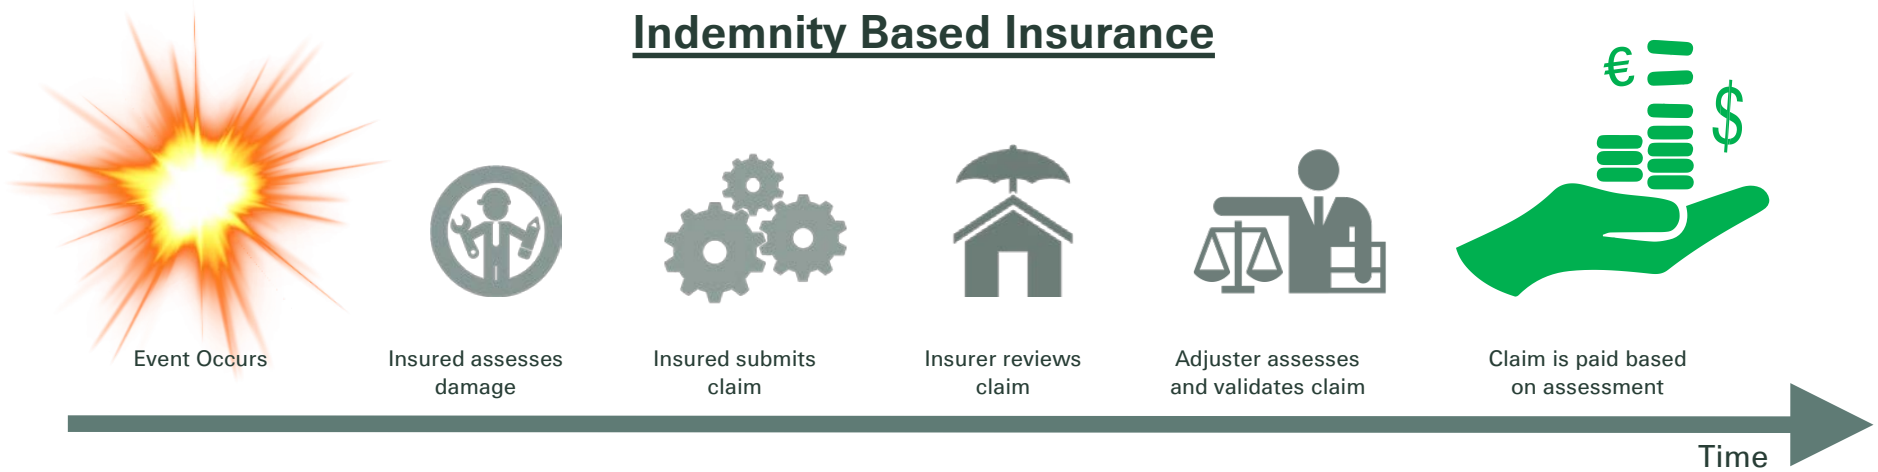 Indemnity Based Insurance
€
$
Event Occurs
Insured assesses
damage
Insured submits
claim
Insurer reviews
claim
Adjuster assesses
and validates claim
Claim is paid based
on assessment
Time